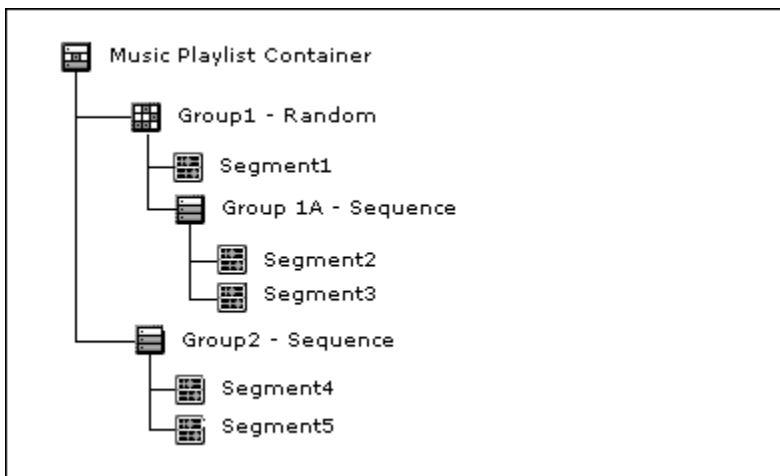 Music Playlist Container
Group1 - Random
Segment1
Group 1A - Sequence
Segment2
Segment3
Group2 - Sequence
Segment4
Segment5